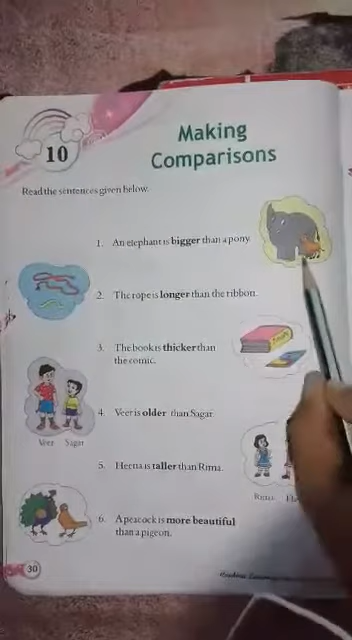 10
Making
Comparisons
Read the sentences given below.
1. An elephant is bigger than a pony.
2. The rope is longer than the ribbon.
3. The book is thicker than
the comic.
4. Veer is older than Sagar.
Veer Sagar
5. Heena is taller than Rima.
Rima
6. A peacock is more beautiful
than a pigeon.
30